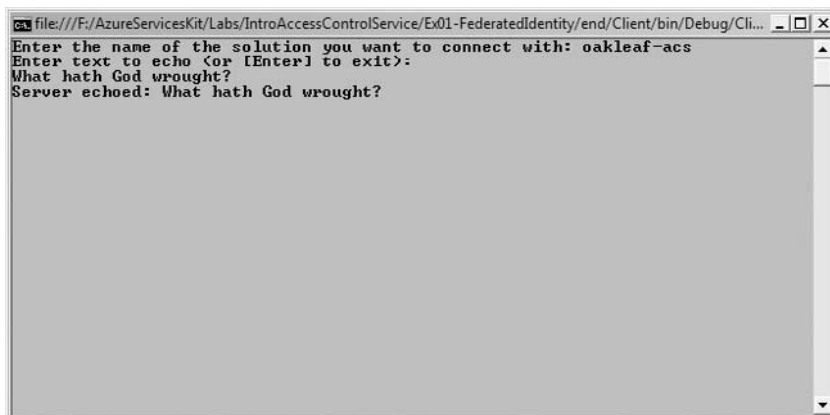 file:///F:/AzureServicesKit/Labs/IntroAccessControlService/Ex01-FederatedIdentity/end/Client/bin/Debug/Cli...
Enter the name of the solution you want to connect with: oakleaf-acs
Enter text to echo (or [Enter] to exit):
What hath God wrought?
Server echoed: What hath God wrought?